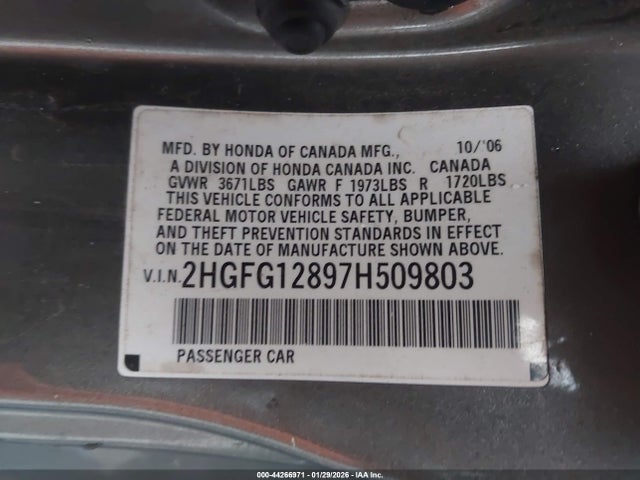 MFD. BY HONDA OF CANADA MFG., 10/'06
A DIVISION OF HONDA CANADA INC. CANADA
GVWR 3671LBS GAWR F 1973LBS R 1720LBS
THIS VEHICLE CONFORMS TO ALL APPLICABLE
FEDERAL MOTOR VEHICLE SAFETY, BUMPER,
AND THEFT PREVENTION STANDARDS IN EFFECT
ON THE DATE OF MANUFACTURE SHOWN ABOVE.
V.I.N. 2HGFG12897H509803
PASSENGER CAR
000-44266971 - 01/29/2026 - IAA Inc.